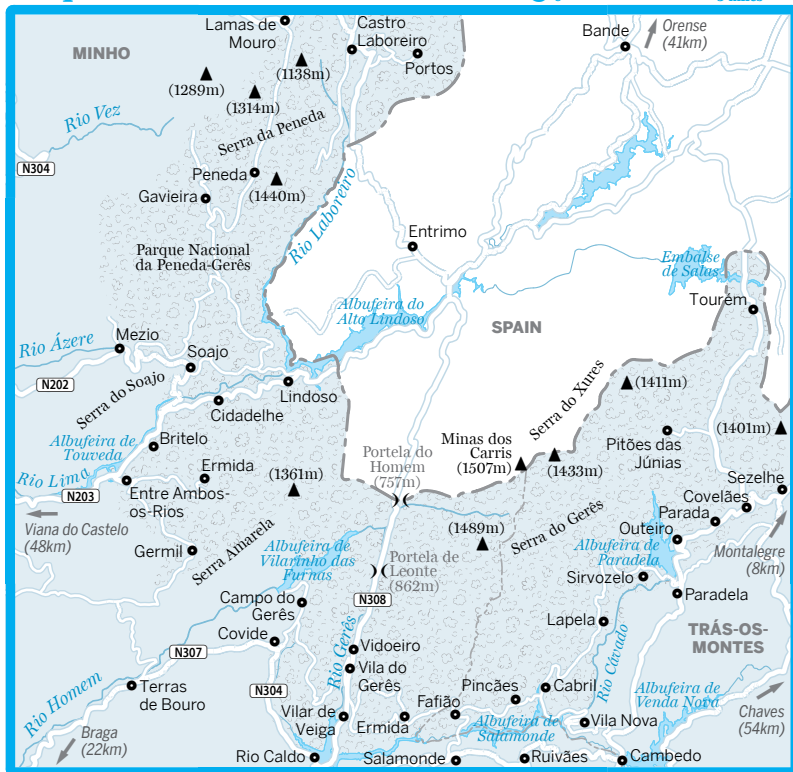 Lamas de
Mouro
Castro
Laboreiro
Portos
Bande
Orense
(41km)
MINHO
(1289m)
(1138m)
(1314m)
Rio Vez
Serra da Peneda
N304
Peneda
(1440m)
Gavieira
Rio Laboreiro
Entrimo
Parque Nacional
da Peneda-Gerês
Embalse
de Salas
Tourém
Albufeira do
Alto Lindoso
SPAIN
Rio Ázere
Mezio
Soajo
N202
Serra do Soajo
Lindoso
Cidadelhe
Serra do Xures
(1411m)
(1401m)
Albufeira de
Touveda
Britelo
Minas dos
Carris
(1507m)
(1433m)
Pitões das
Júnias
Portela do
Homem
(757m)
Rio Lima
N203
Ermida
(1361m)
Entre Ambos-
os-Rios
Sezelhe
Covelães
Parada
Viana do Castelo
(48km)
Germil
Serra Amarela
Albufeira de
Vilarinho das
Furnas
(1489m)
Serra do Gerês
Outeiro
Albufeira de
Paradela
Montalegre
(8km)
Portela de
Leonte
(862m)
Sirvozelo
Paradela
Campo do
Gerês
N308
Lapela
Covide
N307
Vidoeiro
Vila do
Gerês
Rio Gerês
Rio Cávado
TRÁS-OS-
MONTES
Rio Homem
Terras
de Bouro
N304
Pincães
Cabril
Albufeira de
Venda Nova
Vilar de
Veiga
Ermida
Fafião
Albufeira de
Salamonde
Vila Nova
Chaves
(54km)
Braga
(22km)
Rio Caldo
Salamonde
Ruivães
Cambedo